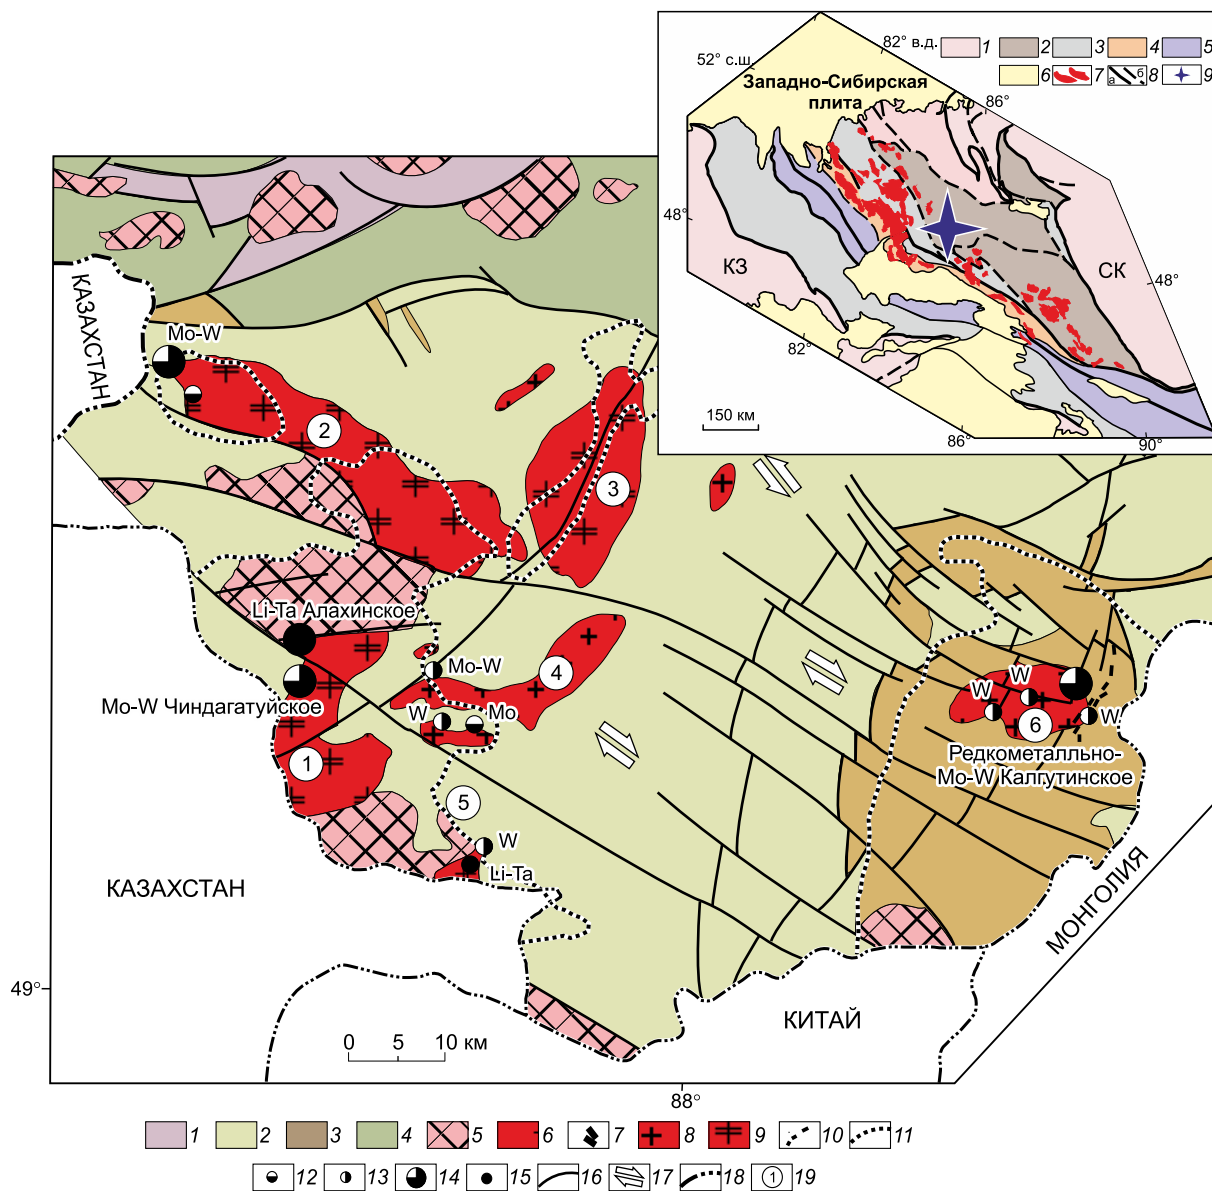 82° в.д.
52° с.ш.
Западно-Сибирская
плита
86°
1
2
3
4
5
6
7
а
б
8
9
48°
КЗ
СК
48°
82°
150 км
86°
90°
КАЗАХСТАН
Mo-W
2
3
Li-Ta Алахинское
Mo-W
4
Mo-W Чиндагатуйское
W
Mo
1
5
W
Li-Ta
W
W
W
6
Редкометалльно-
Mo-W Калгутинское
КАЗАХСТАН
МОНГОЛИЯ
КИТАЙ
49°
0 5 10 км
88°
1 2 3 4 5 6 7 8 9 10 11
12 13 14 15 16 17 18 1 19